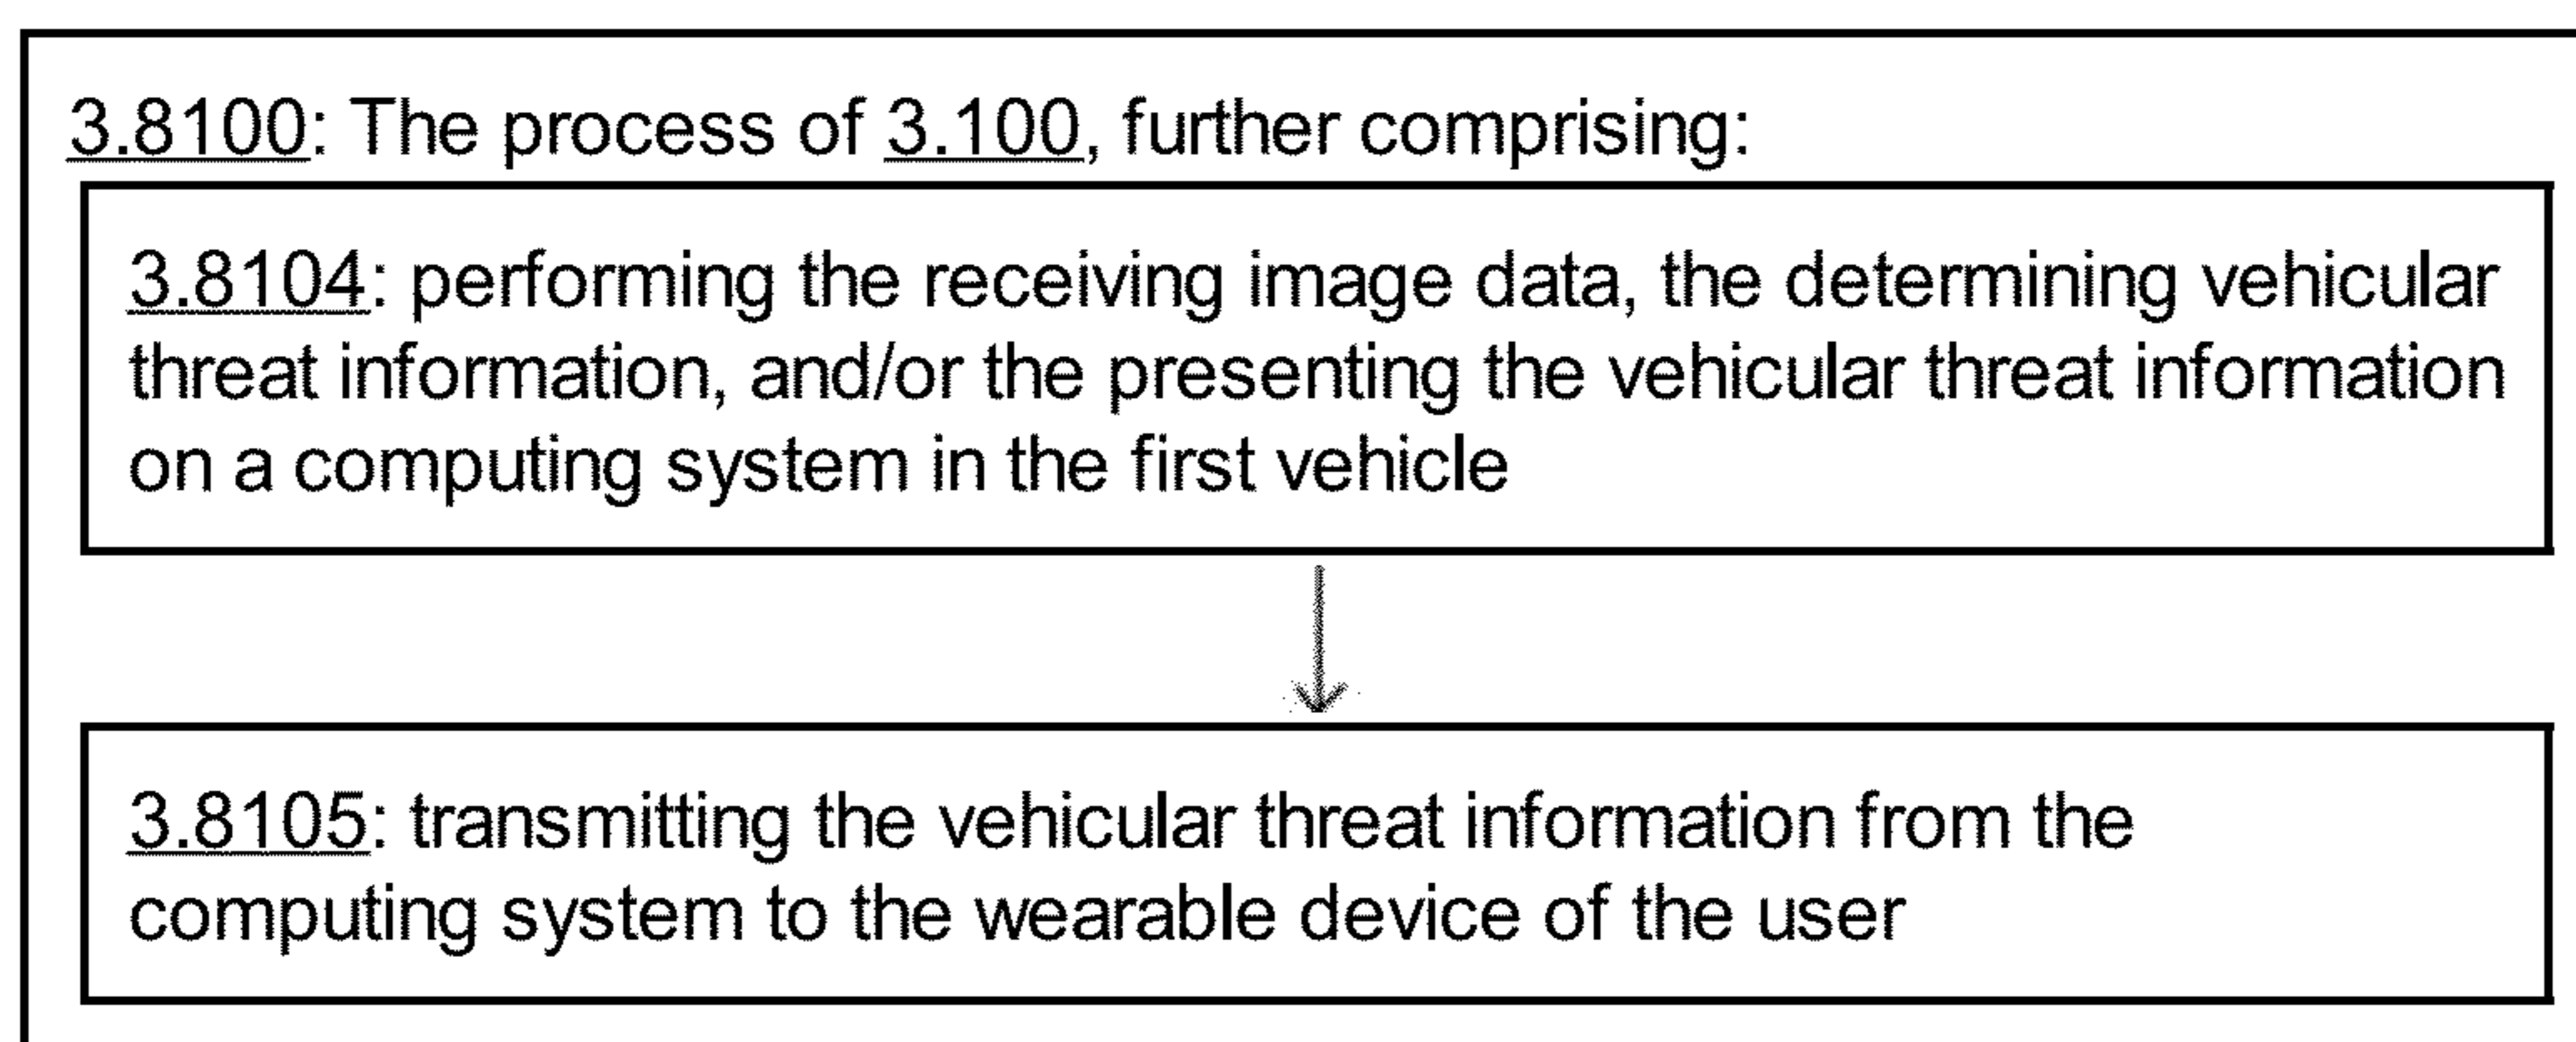 3.8100: The process of 3.100, further comprising:
3.8104: performing the receiving image data, the determining vehicular
threat information, and/or the presenting the vehicular threat information
on a computing system in the first vehicle
3.8105: transmitting the vehicular threat information from the
computing system to the wearable device of the user